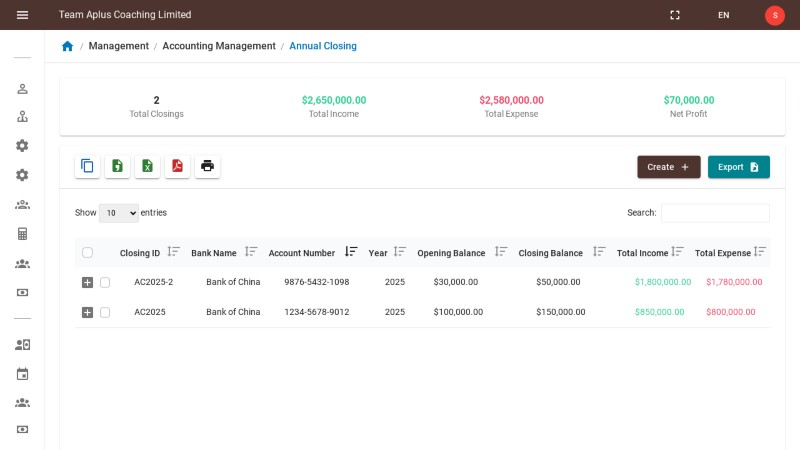 Team Aplus Coaching Limited
EN
S
Management / Accounting Management / Annual Closing
2 $2,650,000.00 $2,580,000.00 $70,000.00
Total Closings Total Income Total Expense Net Profit
Create + Export
Show 10 entries Search:
Closing ID Bank Name Account Number Year Opening Balance Closing Balance Total Income Total Expense
AC2025-2 Bank of China 9876-5432-1098 2025 $30,000.00 $50,000.00 $1,800,000.00 $1,780,000.00
AC2025 Bank of China 1234-5678-9012 2025 $100,000.00 $150,000.00 $850,000.00 $800,000.00